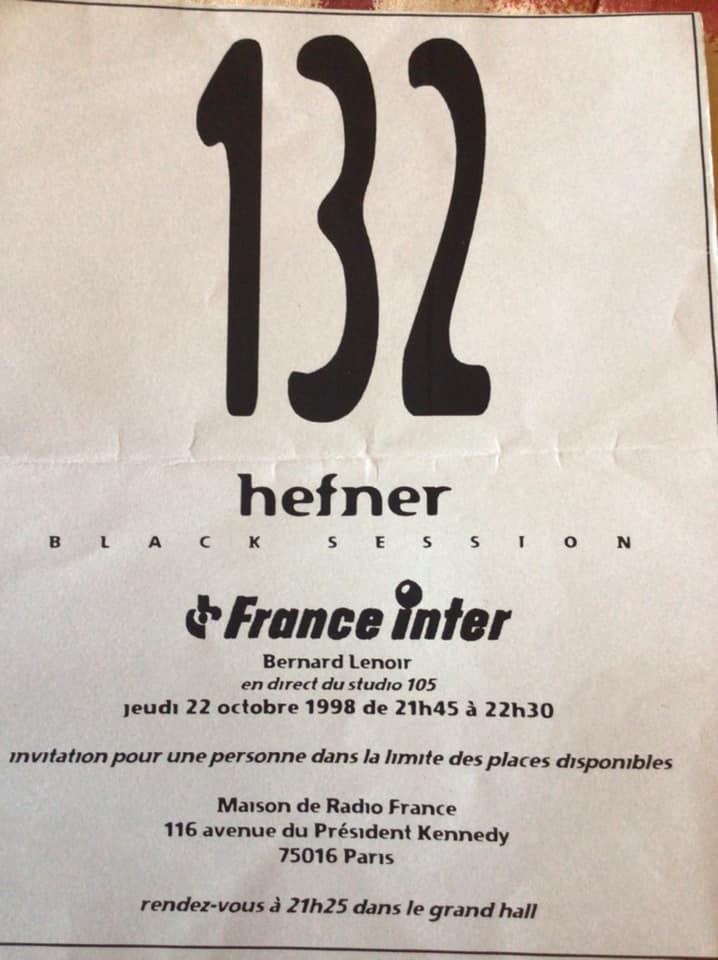 132
hefner
BLACK SESSION
France Inter
Bernard Lenoir
en direct du studio 105
jeudi 22 octobre 1998 de 21h45 à 22h30
invitation pour une personne dans la limite des places disponibles
Maison de Radio France
116 avenue du Président Kennedy
75016 Paris
rendez-vous à 21h25 dans le grand hall